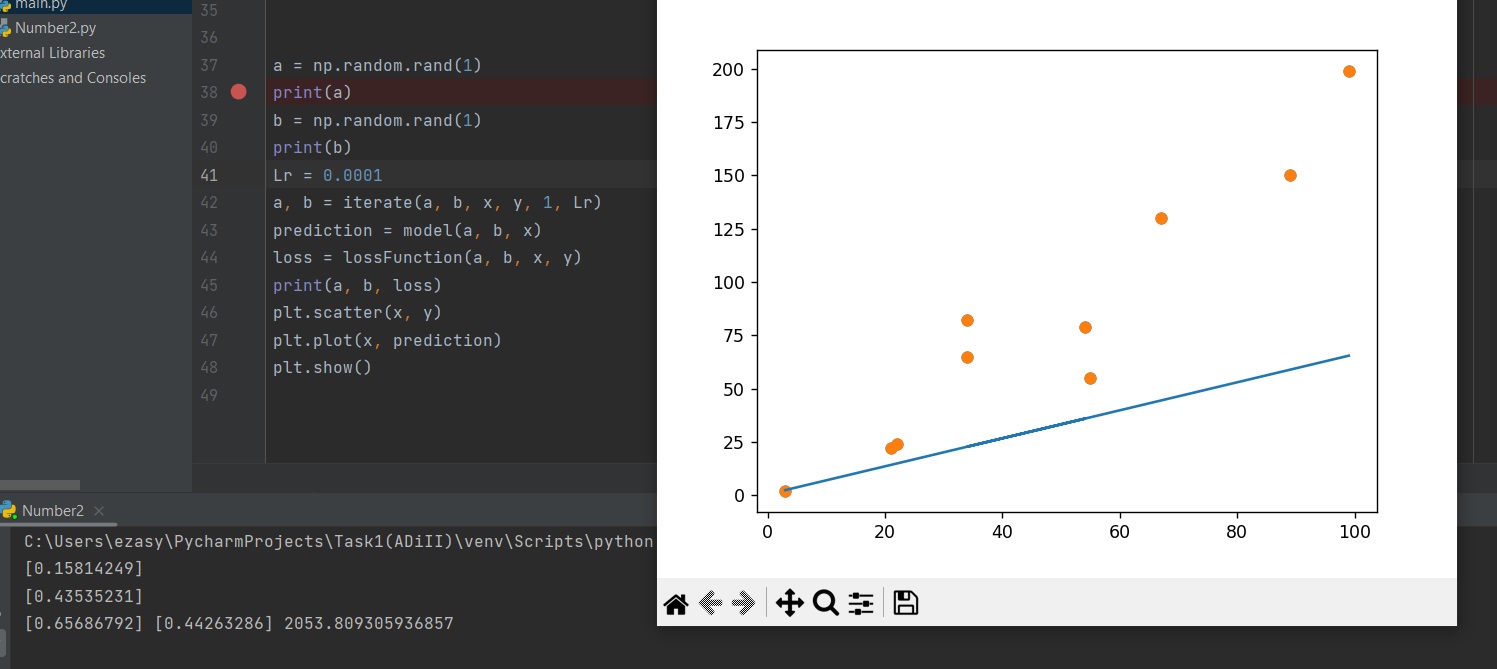 main.py
Number2.py
xternal Libraries
cratches and Consoles
35
36
37 a = np.random.rand(1)
38 print(a)
39 b = np.random.rand(1)
40 print(b)
41 Lr = 0.0001
42 a, b = iterate(a, b, x, y, 1, Lr)
43 prediction = model(a, b, x)
44 loss = lossFunction(a, b, x, y)
45 print(a, b, loss)
46 plt.scatter(x, y)
47 plt.plot(x, prediction)
48 plt.show()
49
200
175
150
125
100
75
50
25
0
0 20 40 60 80 100
Number2
C:\Users\ezasy\PycharmProjects\Task1(ADiII)\venv\Scripts\python
[0.15814249]
[0.43535231]
[0.65686792] [0.44263286] 2053.809305936857